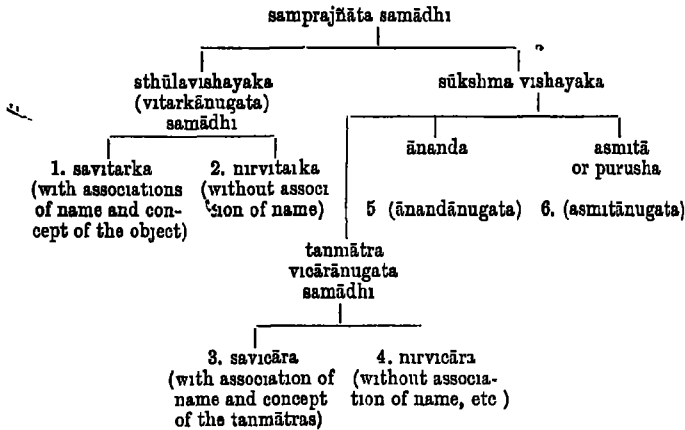 samprajñāta samādhi
sthūlavishayaka
(vitarkānugata)
samādhi
sūkshma vishayaka
1. savitarka
(with associations
of name and con-
cept of the object)
2. nirvitaika
(without associ
sion of name)
ānanda
5 (ānandānugata)
asmitā
or purusha
6. (asmitānugata)
tanmātra
vicārānugata
samādhi
3. savicāra
(with association of
name and concept
of the tanmātras)
4. nirvicāra
(without associa-
tion of name, etc )